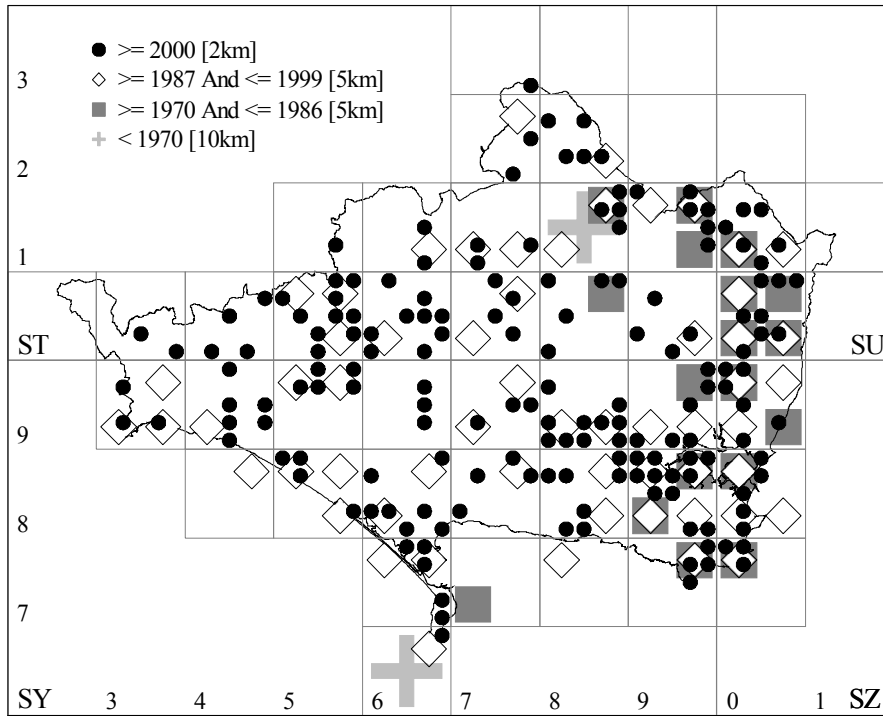 >= 2000 [2km]
>= 1987 And <= 1999 [5km]
>= 1970 And <= 1986 [5km]
< 1970 [10km]
3
2
1
ST SU
9
8
7
SY 3 4 5 6 7 8 9 0 1 SZ